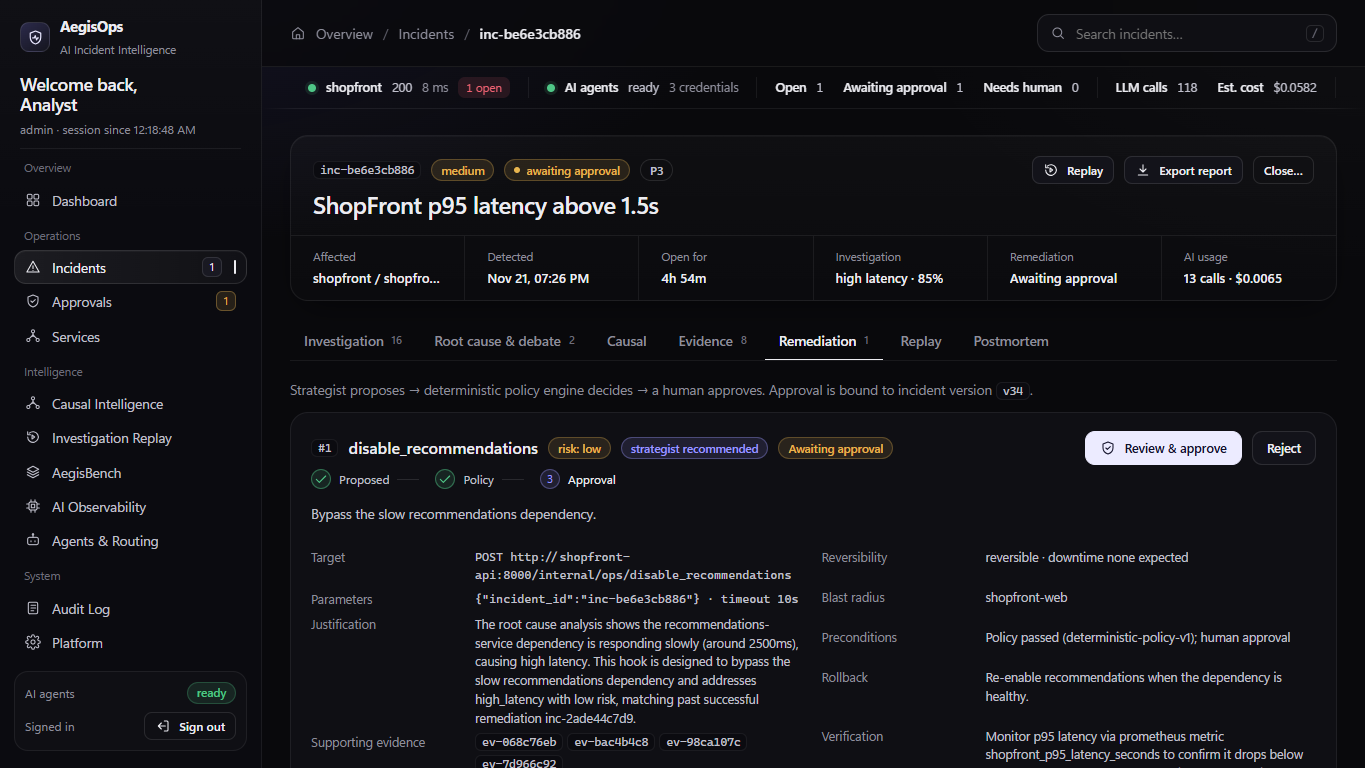 AegisOps
AI Incident Intelligence
Welcome back,
Analyst
admin · session since 12:18:48 AM
Overview
Dashboard
Operations
Incidents 1
Approvals 1
Services
Intelligence
Causal Intelligence
Investigation Replay
AegisBench
AI Observability
Agents & Routing
System
Audit Log
Platform
AI agents ready
Signed in Sign out
Overview / Incidents / inc-be6e3cb886
Search incidents... /
shopfront 200 8 ms 1 open AI agents ready 3 credentials Open 1 Awaiting approval 1 Needs human 0 LLM calls 118 Est. cost $0.0582
inc-be6e3cb886 medium awaiting approval P3
Replay Export report Close...
ShopFront p95 latency above 1.5s
Affected
shopfront / shopfro...
Detected
Nov 21, 07:26 PM
Open for
4h 54m
Investigation
high latency · 85%
Remediation
Awaiting approval
AI usage
13 calls · $0.0065
Investigation 16 Root cause & debate 2 Causal Evidence 8 Remediation 1 Replay Postmortem
Strategist proposes → deterministic policy engine decides → a human approves. Approval is bound to incident version v34 .
#1 disable_recommendations risk: low strategist recommended Awaiting approval
Review & approve Reject
Proposed Policy 3 Approval
Bypass the slow recommendations dependency.
Target
POST http://shopfront-
api:8000/internal/ops/disable_recommendations
Parameters
{"incident_id":"inc-be6e3cb886"} · timeout 10s
Justification
The root cause analysis shows the recommendations-
service dependency is responding slowly (around 2500ms),
causing high latency. This hook is designed to bypass the
slow recommendations dependency and addresses
high_latency with low risk, matching past successful
remediation inc-2ade44c7d9.
Supporting evidence
ev-068c76eb ev-bac4b4c8 ev-98ca107c
ev-7d966c92
Reversibility
reversible · downtime none expected
Blast radius
shopfront-web
Preconditions
Policy passed (deterministic-policy-v1); human approval
Rollback
Re-enable recommendations when the dependency is
healthy.
Verification
Monitor p95 latency via prometheus metric
shopfront_p95_latency_seconds to confirm it drops below